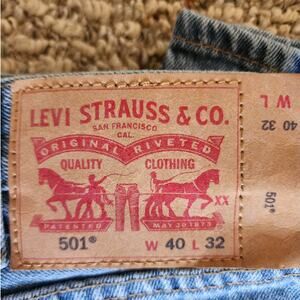 LEVI STRAUSS & CO.
SAN FRANCISCO
CAL.
ORIGINAL RIVETED
QUALITY CLOTHING
XX
PATENTED MAY 20 1873
501® W 40 L 32
W L
40 32
501®